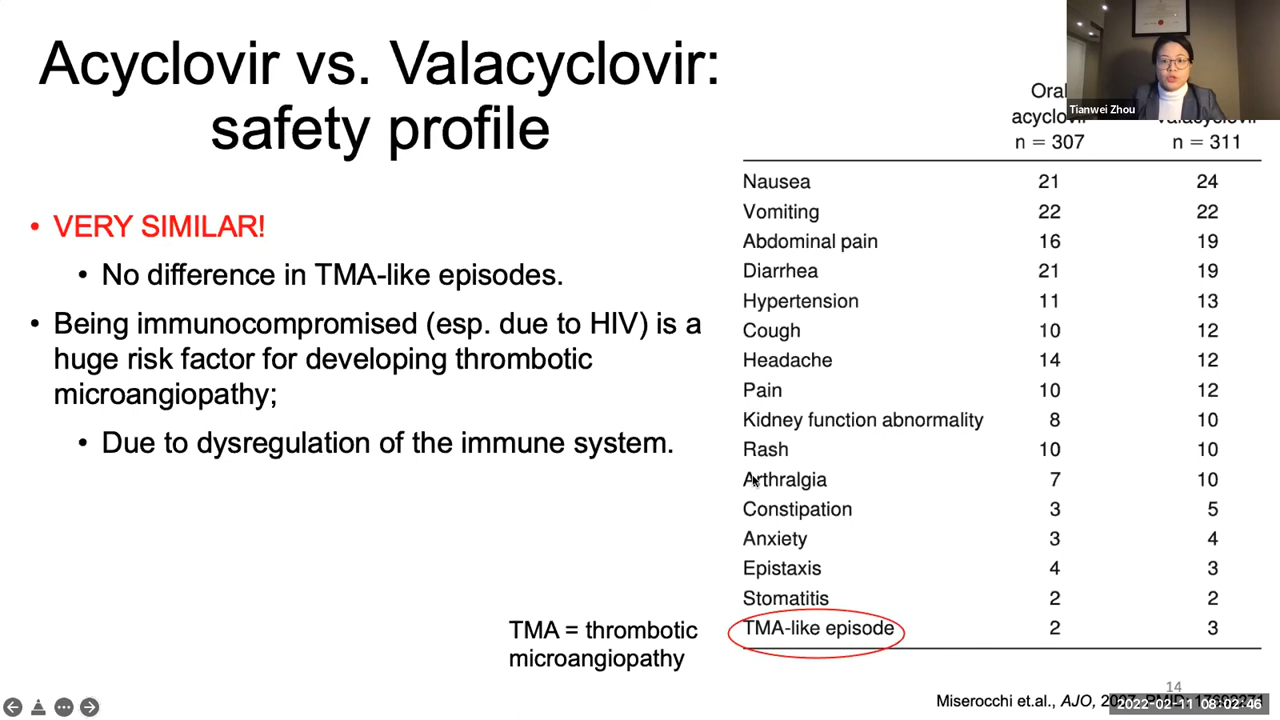 Acyclovir vs. Valacyclovir:
safety profile
• VERY SIMILAR!
• No difference in TMA-like episodes.
• Being immunocompromised (esp. due to HIV) is a
huge risk factor for developing thrombotic
microangiopathy;
• Due to dysregulation of the immune system.
TMA = thrombotic
microangiopathy
Tianwei Zhou
Oral
acyclovir
n = 307 n = 311
Nausea 21 24
Vomiting 22 22
Abdominal pain 16 19
Diarrhea 21 19
Hypertension 11 13
Cough 10 12
Headache 14 12
Pain 10 12
Kidney function abnormality 8 10
Rash 10 10
Arthralgia 7 10
Constipation 3 5
Anxiety 3 4
Epistaxis 4 3
Stomatitis 2 2
TMA-like episode 2 3
14
Miserocchi et.al., AJO,
2022-02-11 08:02:46